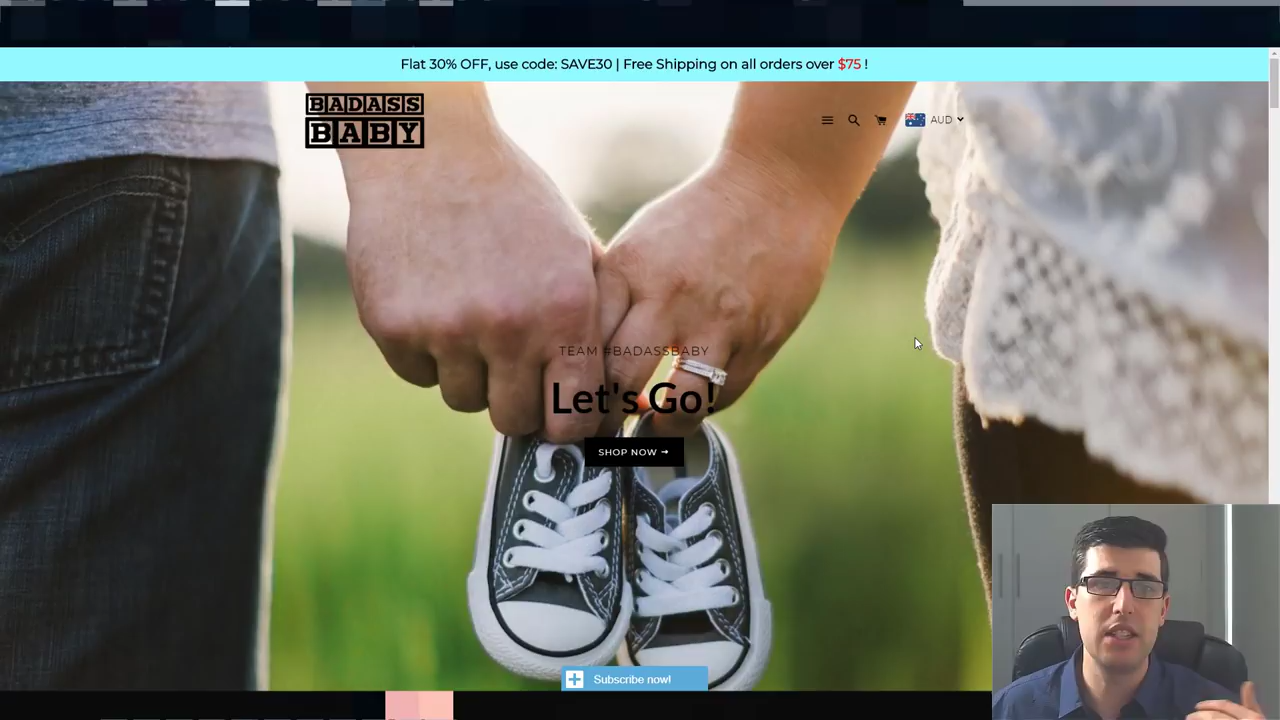 Flat 30% OFF, use code: SAVE30 | Free Shipping on all orders over $75 !
BADASS
BABY
AUD
TEAM #BADASSBABY
Let's Go!
SHOP NOW →
Subscribe now!